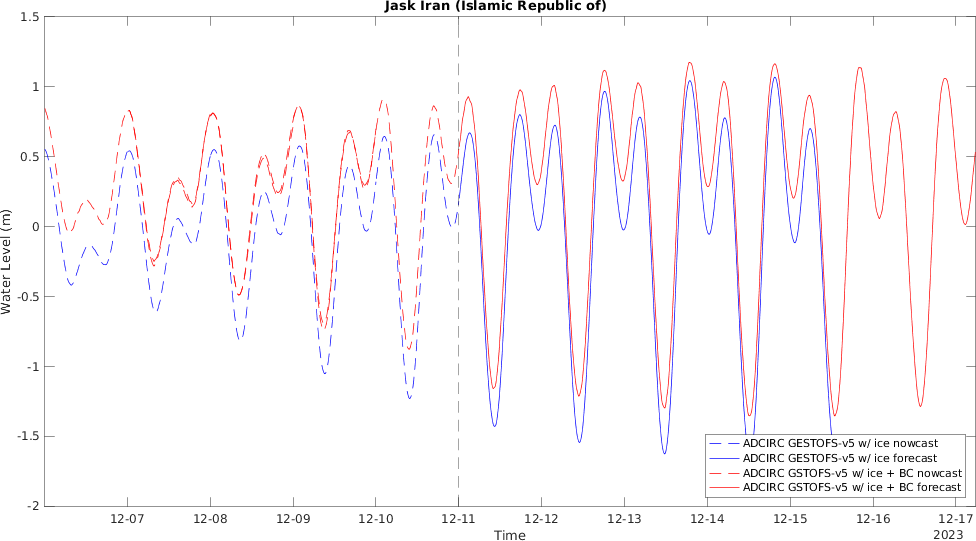 Jask Iran (Islamic Republic of)
1.5
1
0.5
0
-0.5
-1
-1.5
-2
Water Level (m)
ADCIRC GESTOFS-v5 w/ ice nowcast
ADCIRC GESTOFS-v5 w/ ice forecast
ADCIRC GSTOFS-v5 w/ ice + BC nowcast
ADCIRC GSTOFS-v5 w/ ice + BC forecast
12-07 12-08 12-09 12-10 12-11 12-12 12-13 12-14 12-15 12-16 12-17
Time
2023